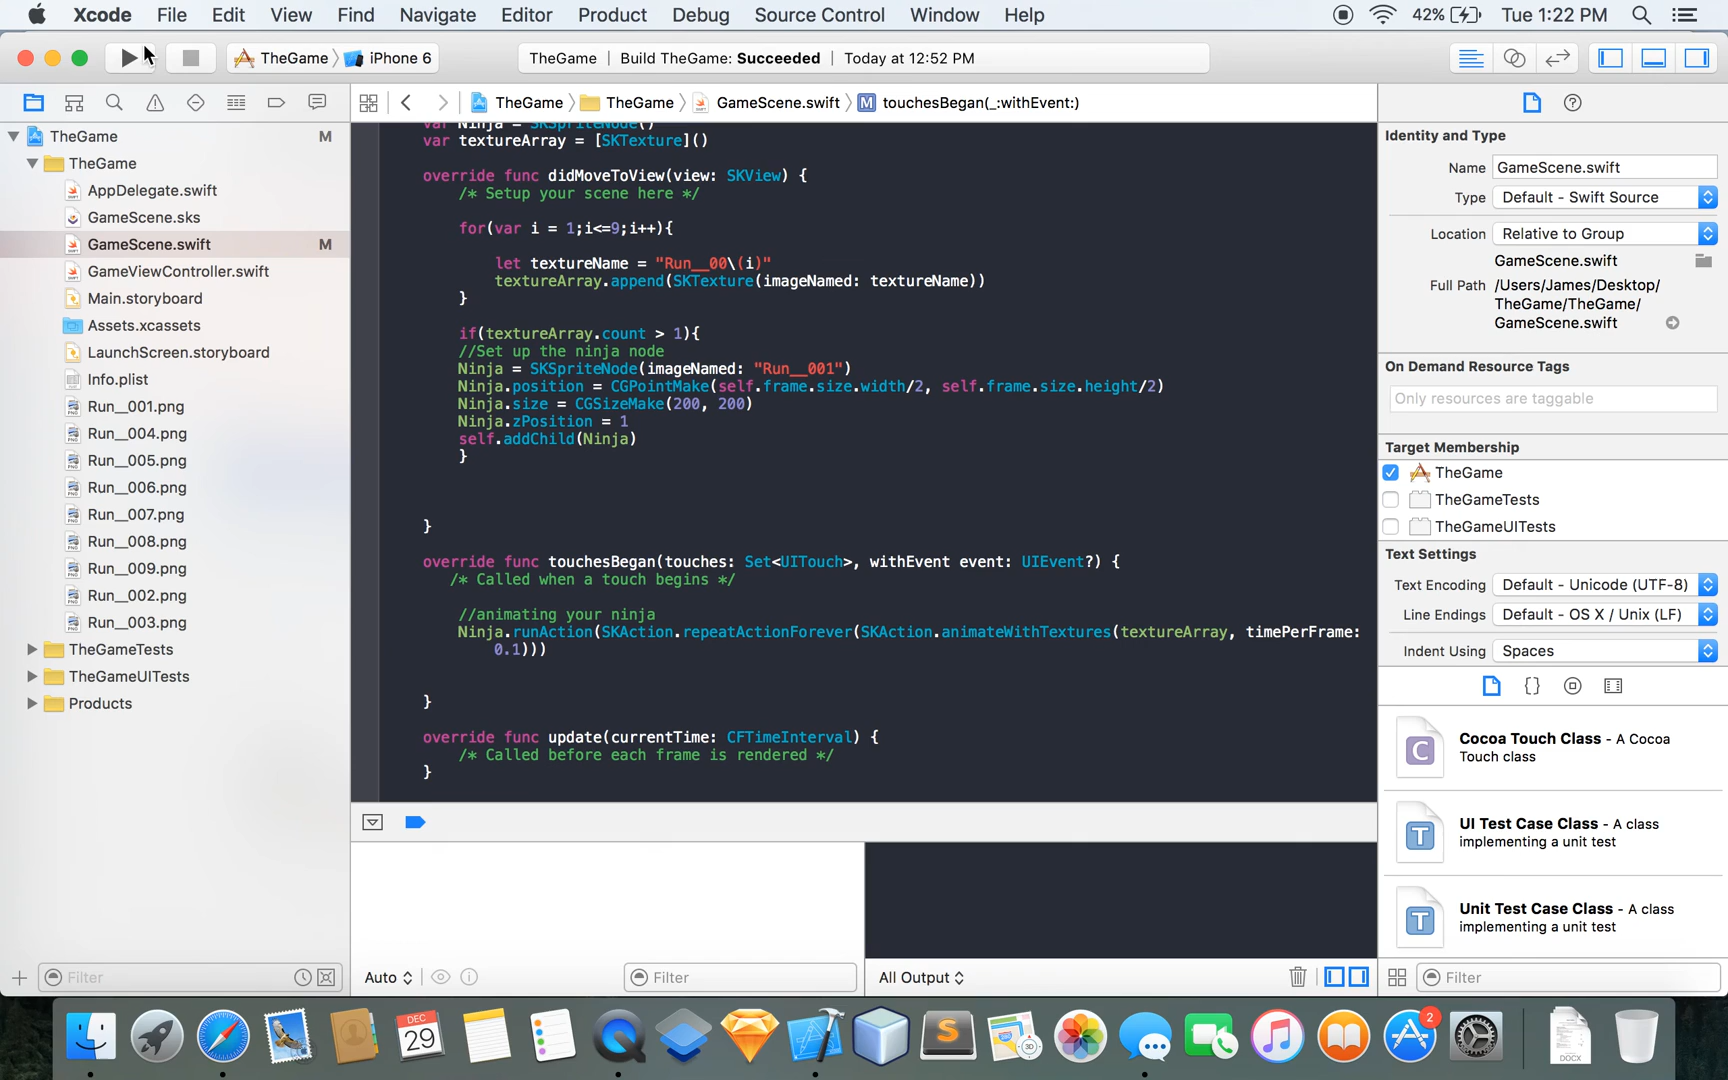 Xcode File Edit View Find Navigate Editor Product Debug Source Control Window Help 42% Tue 1:22 PM
TheGame iPhone 6 TheGame | Build TheGame: Succeeded | Today at 12:52 PM
TheGame TheGame GameScene.swift M touchesBegan(_:withEvent:)
TheGame M
TheGame
AppDelegate.swift
GameScene.sks
GameScene.swift M
GameViewController.swift
Main.storyboard
Assets.xcassets
LaunchScreen.storyboard
Info.plist
Run__001.png
Run__004.png
Run__005.png
Run__006.png
Run__007.png
Run__008.png
Run__009.png
Run__002.png
Run__003.png
TheGameTests
TheGameUITests
Products
Filter
var Ninja = SKSpriteNode()
var textureArray = [SKTexture]()
override func didMoveToView(view: SKView) {
/* Setup your scene here */
for(var i = 1;i<=9;i++){
let textureName = "Run__00\(i)"
textureArray.append(SKTexture(imageNamed: textureName))
}
if(textureArray.count > 1){
//Set up the ninja node
Ninja = SKSpriteNode(imageNamed: "Run__001")
Ninja.position = CGPointMake(self.frame.size.width/2, self.frame.size.height/2)
Ninja.size = CGSizeMake(200, 200)
Ninja.zPosition = 1
self.addChild(Ninja)
}
}
override func touchesBegan(touches: Set<UITouch>, withEvent event: UIEvent?) {
/* Called when a touch begins */
//animating your ninja
Ninja.runAction(SKAction.repeatActionForever(SKAction.animateWithTextures(textureArray, timePerFrame:
0.1)))
}
override func update(currentTime: CFTimeInterval) {
/* Called before each frame is rendered */
}
Auto Filter All Output
Identity and Type
Name GameScene.swift
Type Default - Swift Source
Location Relative to Group
GameScene.swift
Full Path /Users/James/Desktop/
TheGame/TheGame/
GameScene.swift
On Demand Resource Tags
Only resources are taggable
Target Membership
TheGame
TheGameTests
TheGameUITests
Text Settings
Text Encoding Default - Unicode (UTF-8)
Line Endings Default - OS X / Unix (LF)
Indent Using Spaces
C
Cocoa Touch Class - A Cocoa
Touch class
T
UI Test Case Class - A class
implementing a unit test
T
Unit Test Case Class - A class
implementing a unit test
Filter
DEC
29
S
3D
2
DOCX